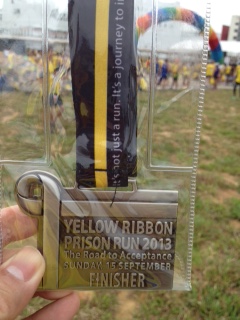 It's not just a run. It's a journey to i
YELLOW RIBBON
PRISON RUN 2013
The Road to Acceptance
SUNDAY 15 SEPTEMBER
FINISHER